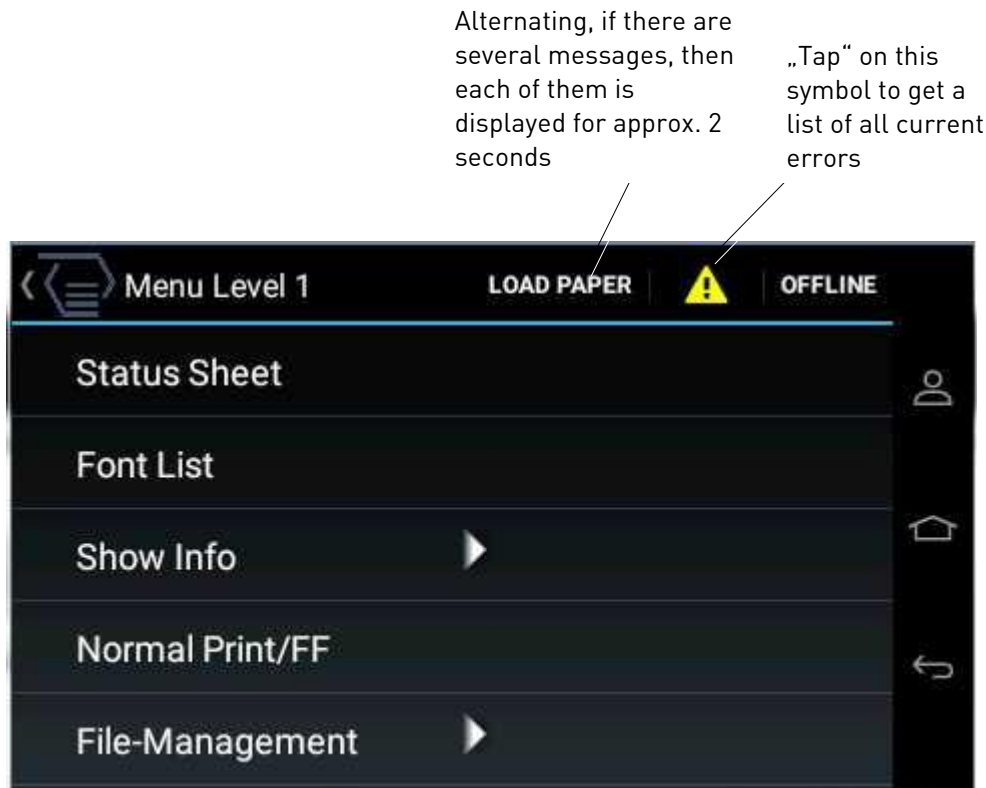 Alternating, if there are
several messages, then
each of them is
displayed for approx. 2
seconds
„Tap“ on this
symbol to get a
list of all current
errors
Menu Level 1 LOAD PAPER OFFLINE
Status Sheet
Font List
Show Info
Normal Print/FF
File-Management